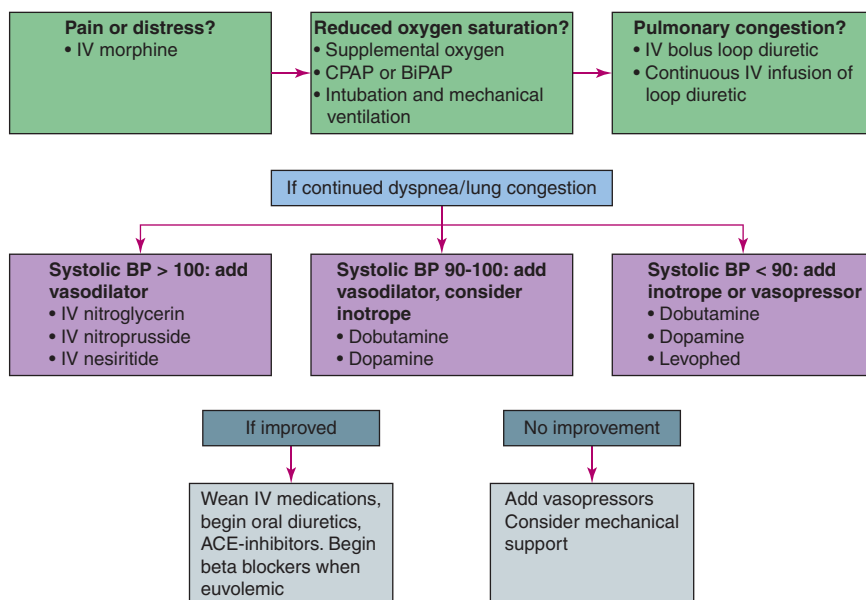 Pain or distress?
• IV morphine
Reduced oxygen saturation?
• Supplemental oxygen
• CPAP or BiPAP
• Intubation and mechanical
ventilation
Pulmonary congestion?
• IV bolus loop diuretic
• Continuous IV infusion of
loop diuretic
If continued dyspnea/lung congestion
Systolic BP > 100: add
vasodilator
• IV nitroglycerin
• IV nitroprusside
• IV nesiritide
Systolic BP 90-100: add
vasodilator, consider
inotrope
• Dobutamine
• Dopamine
Systolic BP < 90: add
inotrope or vasopressor
• Dobutamine
• Dopamine
• Levophed
If improved
Wean IV medications,
begin oral diuretics,
ACE-inhibitors. Begin
beta blockers when
euvolemic
No improvement
Add vasopressors
Consider mechanical
support